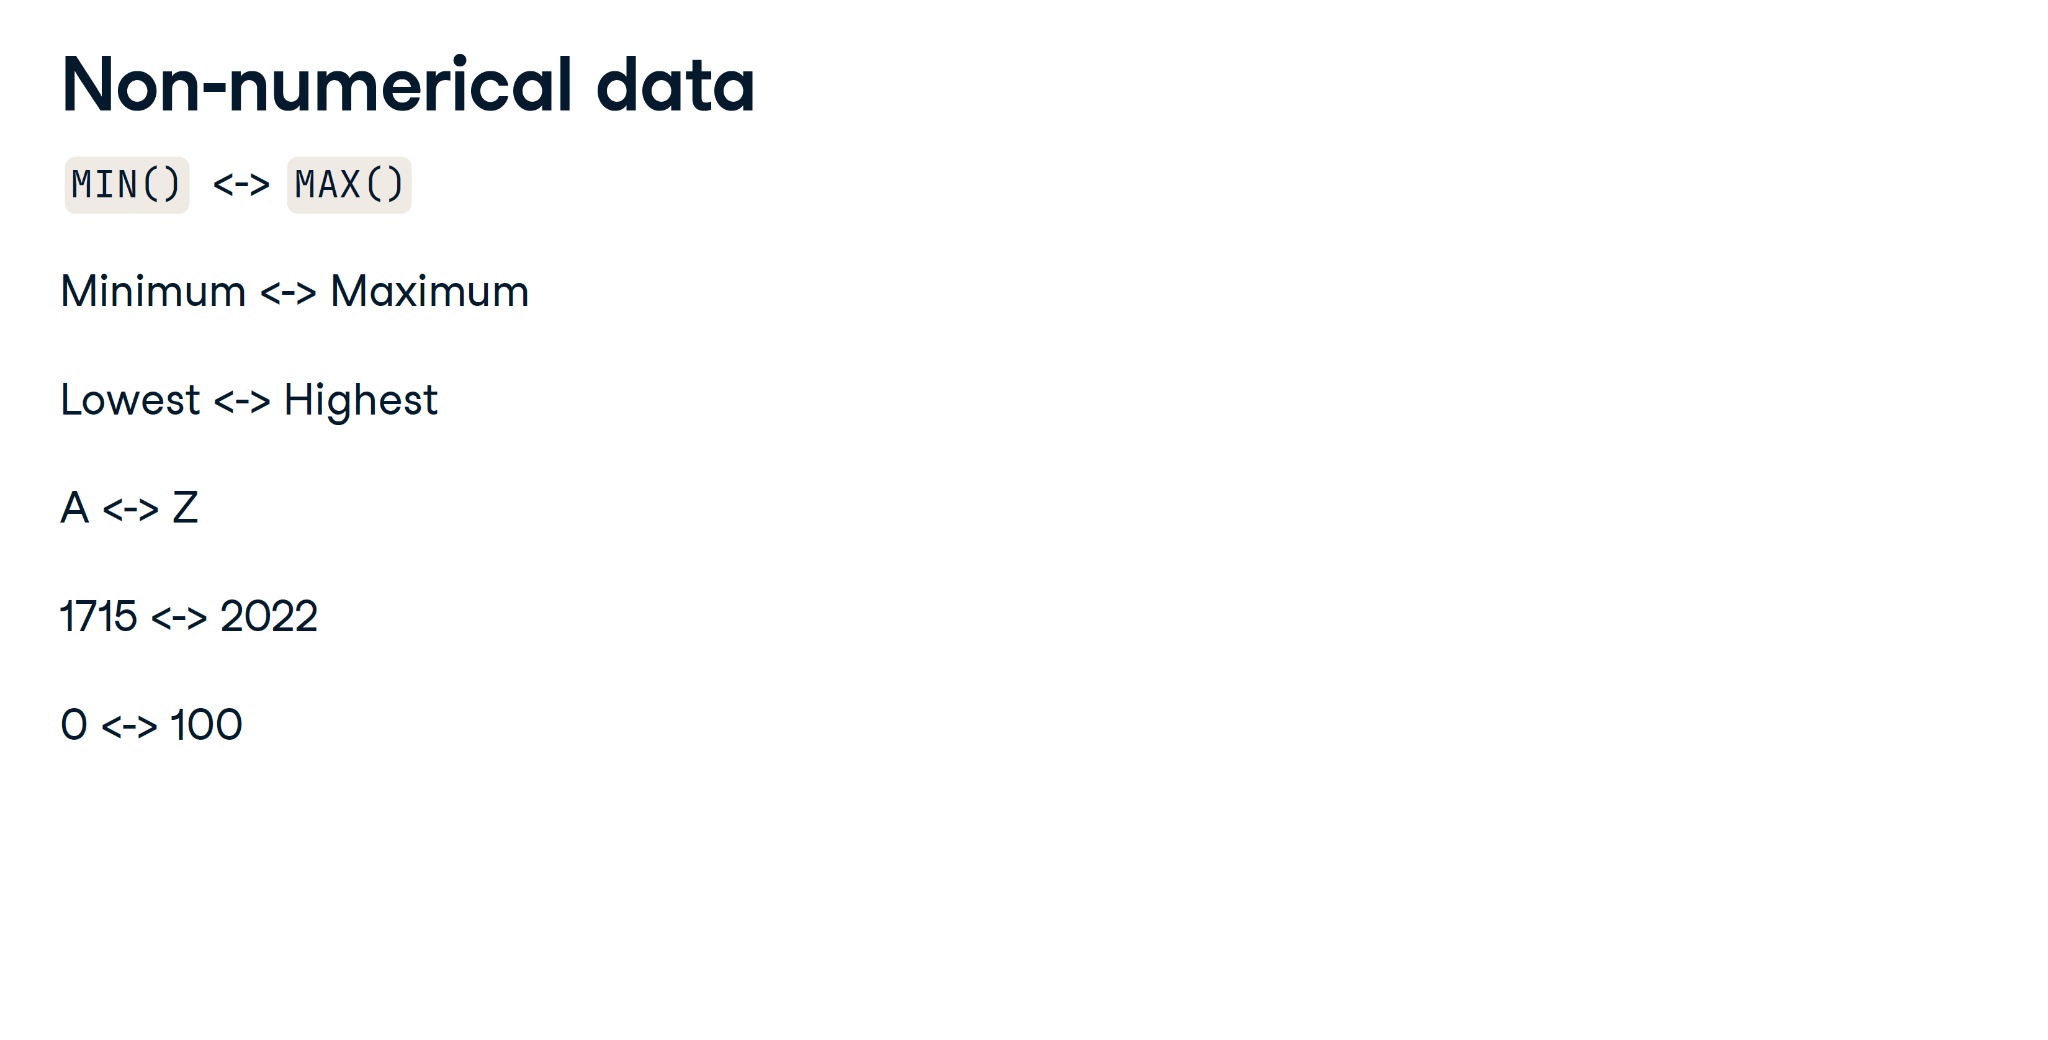 Non-numerical data
MIN() <-> MAX()
Minimum <-> Maximum
Lowest <-> Highest
A <-> Z
1715 <-> 2022
0 <-> 100